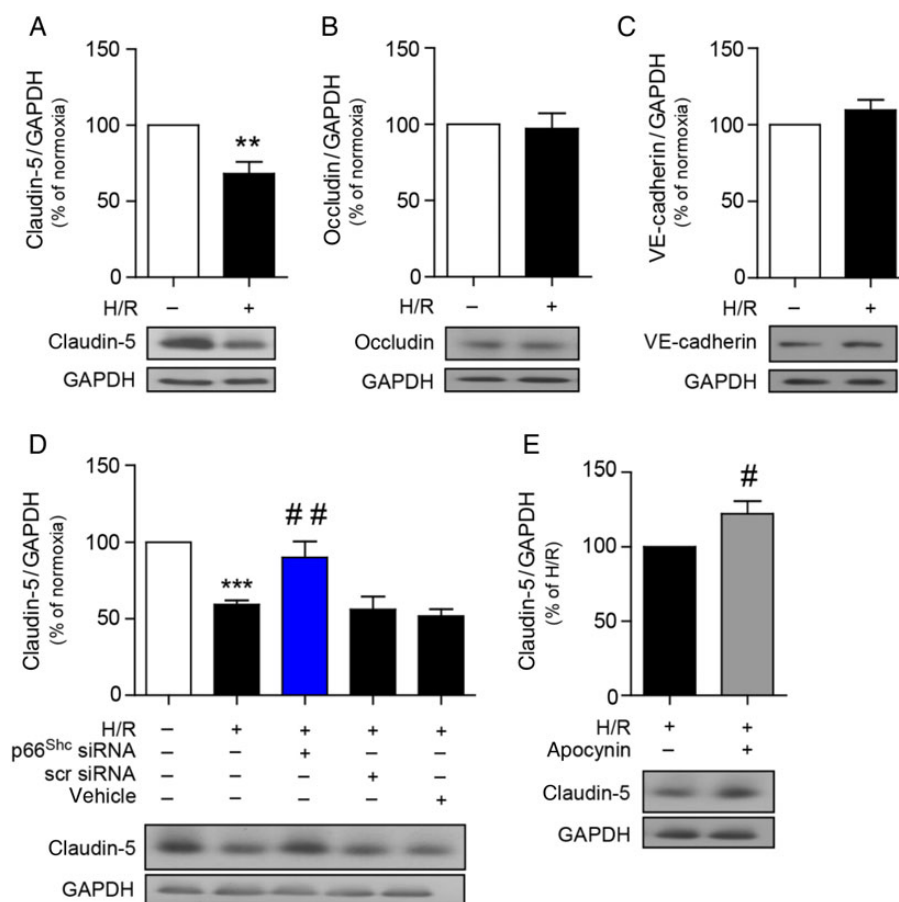 A
150
100
50
0
Claudin-5/GAPDH
(% of normoxia)
**
H/R – +
Claudin-5
GAPDH
B
150
100
50
0
Occludin/GAPDH
(% of normoxia)
H/R – +
Occludin
GAPDH
C
150
100
50
0
VE-cadherin/GAPDH
(% of normoxia)
H/R – +
VE-cadherin
GAPDH
D
150
100
50
0
Claudin-5/GAPDH
(% of normoxia)
***
# #
H/R – + + + +
p66Shc siRNA – – + – –
scr siRNA – – – + –
Vehicle – – – – +
Claudin-5
GAPDH
E
150
100
50
0
Claudin-5/GAPDH
(% of H/R)
#
H/R + +
Apocynin – +
Claudin-5
GAPDH